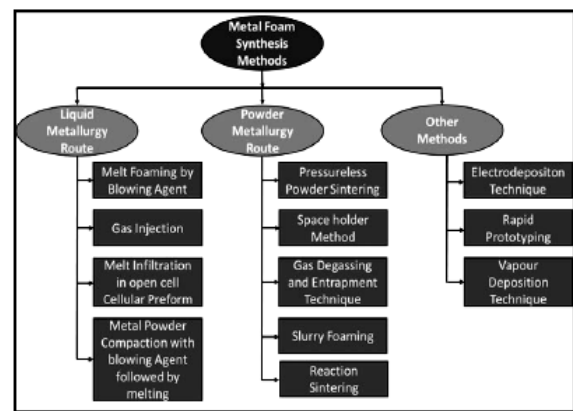 Metal Foam
Synthesis
Methods
Liquid
Metallurgy
Route
Melt Foaming by
Blowing Agent
Gas Injection
Melt Infiltration
in open cell
Cellular Preform
Metal Powder
Compaction with
blowing Agent
followed by
melting
Powder
Metallurgy
Route
Pressureless
Powder Sintering
Space holder
Method
Gas Degassing
and Entrapment
Technique
Slurry Foaming
Reaction
Sintering
Other
Methods
Electrodepositon
Technique
Rapid
Prototyping
Vapour
Deposition
Technique